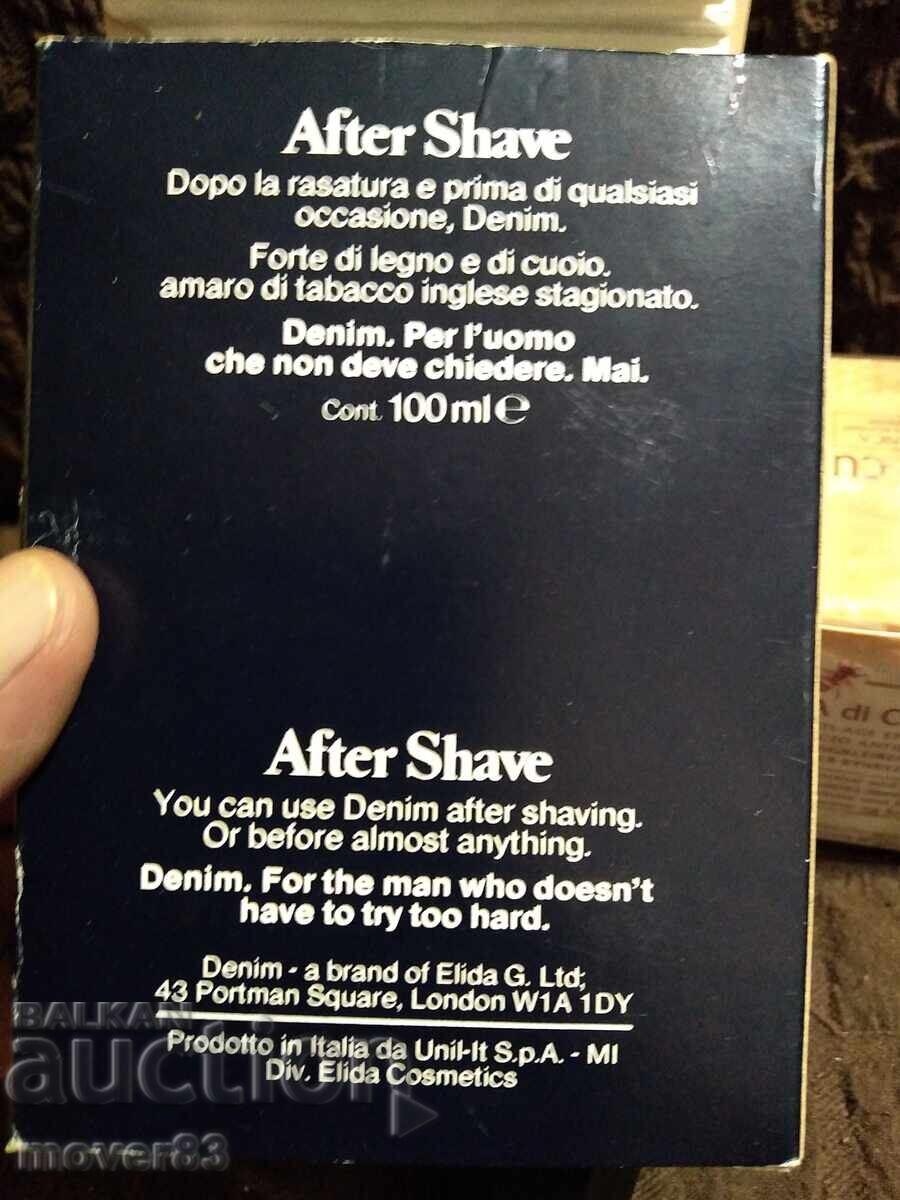 After Shave
Dopo la rasatura e prima di qualsiasi
occasione, Denim.
Forte di legno e di cuoio.
amaro di tabacco inglese stagionato.
Denim. Per l'uomo
che non deve chiedere. Mai.
Cont. 100 ml e
After Shave
You can use Denim after shaving.
Or before almost anything.
Denim. For the man who doesn't
have to try too hard.
Denim - a brand of Elida G. Ltd;
43 Portman Square, London W1A 1DY
Prodotto in Italia da Unil-It S.p.A. - MI
Div. Elida Cosmetics
BALKAN
auction
mover83
cu
di C